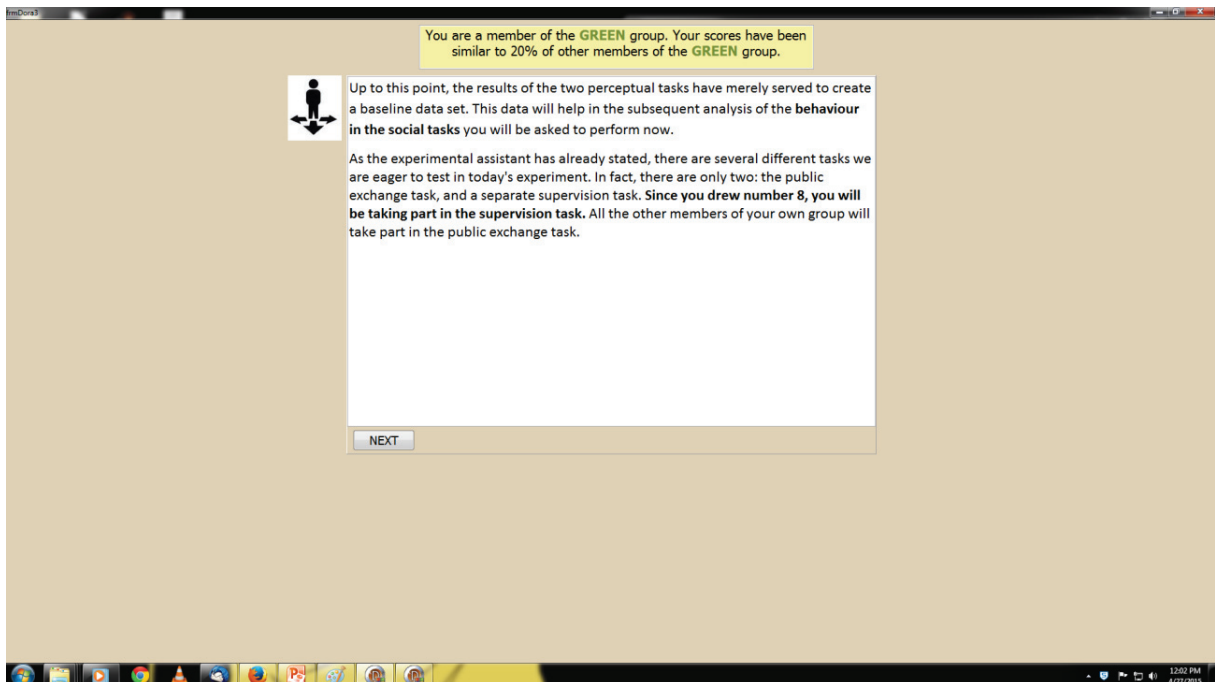 frmDora3
You are a member of the GREEN group. Your scores have been
similar to 20% of other members of the GREEN group.
Up to this point, the results of the two perceptual tasks have merely served to create
a baseline data set. This data will help in the subsequent analysis of the behaviour
in the social tasks you will be asked to perform now.
As the experimental assistant has already stated, there are several different tasks we
are eager to test in today's experiment. In fact, there are only two: the public
exchange task, and a separate supervision task. Since you drew number 8, you will
be taking part in the supervision task. All the other members of your own group will
take part in the public exchange task.
NEXT
12:02 PM
4/27/2015